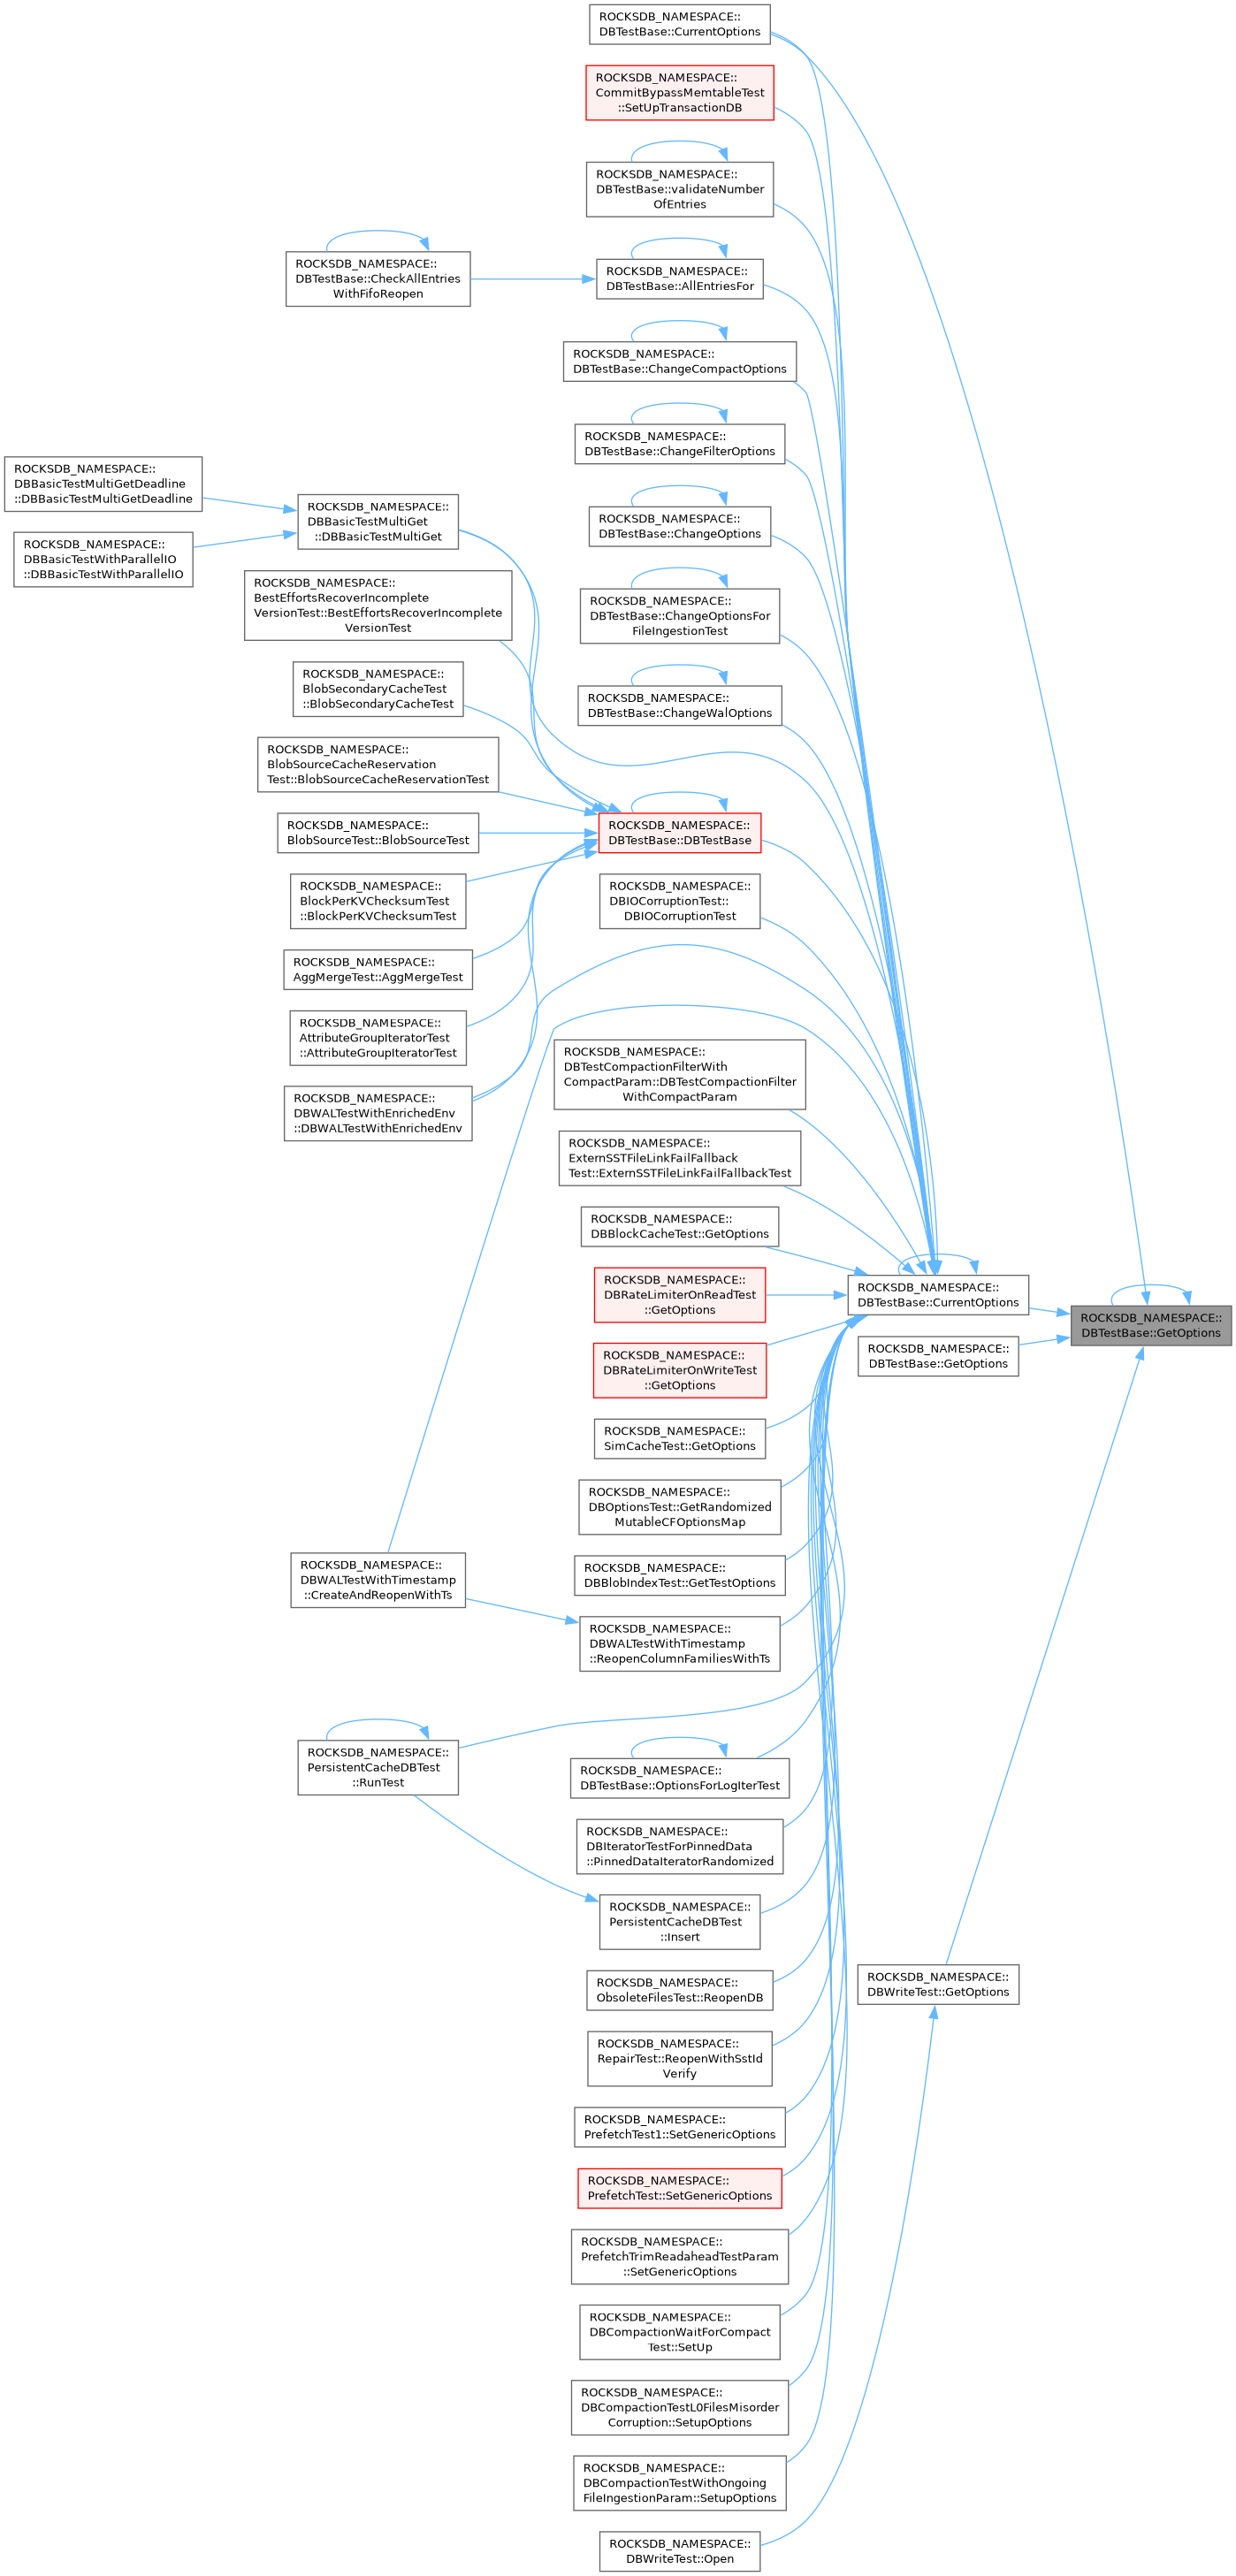 ROCKSDB_NAMESPACE::
DBTestBase::CurrentOptions
ROCKSDB_NAMESPACE::
CommitBypassMemtableTest
::SetUpTransactionDB
ROCKSDB_NAMESPACE::
DBTestBase::validateNumber
OfEntries
ROCKSDB_NAMESPACE::
DBTestBase::CheckAllEntries
WithFifoReopen
ROCKSDB_NAMESPACE::
DBTestBase::AllEntriesFor
ROCKSDB_NAMESPACE::
DBTestBase::ChangeCompactOptions
ROCKSDB_NAMESPACE::
DBTestBase::ChangeFilterOptions
ROCKSDB_NAMESPACE::
DBBasicTestMultiGetDeadline
::DBBasicTestMultiGetDeadline
ROCKSDB_NAMESPACE::
DBBasicTestWithParallelIO
::DBBasicTestWithParallelIO
ROCKSDB_NAMESPACE::
DBBasicTestMultiGet
::DBBasicTestMultiGet
ROCKSDB_NAMESPACE::
DBTestBase::ChangeOptions
ROCKSDB_NAMESPACE::
BestEffortsRecoverIncomplete
VersionTest::BestEffortsRecoverIncomplete
VersionTest
ROCKSDB_NAMESPACE::
DBTestBase::ChangeOptionsFor
FileIngestionTest
ROCKSDB_NAMESPACE::
BlobSecondaryCacheTest
::BlobSecondaryCacheTest
ROCKSDB_NAMESPACE::
DBTestBase::ChangeWalOptions
ROCKSDB_NAMESPACE::
BlobSourceCacheReservation
Test::BlobSourceCacheReservationTest
ROCKSDB_NAMESPACE::
BlobSourceTest::BlobSourceTest
ROCKSDB_NAMESPACE::
DBTestBase::DBTestBase
ROCKSDB_NAMESPACE::
BlockPerKVChecksumTest
::BlockPerKVChecksumTest
ROCKSDB_NAMESPACE::
DBIOCorruptionTest::
DBIOCorruptionTest
ROCKSDB_NAMESPACE::
AggMergeTest::AggMergeTest
ROCKSDB_NAMESPACE::
AttributeGroupIteratorTest
::AttributeGroupIteratorTest
ROCKSDB_NAMESPACE::
DBWALTestWithEnrichedEnv
::DBWALTestWithEnrichedEnv
ROCKSDB_NAMESPACE::
DBTestCompactionFilterWith
CompactParam::DBTestCompactionFilter
WithCompactParam
ROCKSDB_NAMESPACE::
ExternSSTFileLinkFailFallback
Test::ExternSSTFileLinkFailFallbackTest
ROCKSDB_NAMESPACE::
DBBlockCacheTest::GetOptions
ROCKSDB_NAMESPACE::
DBRateLimiterOnReadTest
::GetOptions
ROCKSDB_NAMESPACE::
DBTestBase::CurrentOptions
ROCKSDB_NAMESPACE::
DBTestBase::GetOptions
ROCKSDB_NAMESPACE::
DBRateLimiterOnWriteTest
::GetOptions
ROCKSDB_NAMESPACE::
DBTestBase::GetOptions
ROCKSDB_NAMESPACE::
SimCacheTest::GetOptions
ROCKSDB_NAMESPACE::
DBOptionsTest::GetRandomized
MutableCFOptionsMap
ROCKSDB_NAMESPACE::
DBBlobIndexTest::GetTestOptions
ROCKSDB_NAMESPACE::
DBWALTestWithTimestamp
::CreateAndReopenWithTs
ROCKSDB_NAMESPACE::
DBWALTestWithTimestamp
::ReopenColumnFamiliesWithTs
ROCKSDB_NAMESPACE::
PersistentCacheDBTest
::RunTest
ROCKSDB_NAMESPACE::
DBTestBase::OptionsForLogIterTest
ROCKSDB_NAMESPACE::
DBIteratorTestForPinnedData
::PinnedDataIteratorRandomized
ROCKSDB_NAMESPACE::
PersistentCacheDBTest
::Insert
ROCKSDB_NAMESPACE::
ObsoleteFilesTest::ReopenDB
ROCKSDB_NAMESPACE::
DBWriteTest::GetOptions
ROCKSDB_NAMESPACE::
RepairTest::ReopenWithSstId
Verify
ROCKSDB_NAMESPACE::
PrefetchTest1::SetGenericOptions
ROCKSDB_NAMESPACE::
PrefetchTest::SetGenericOptions
ROCKSDB_NAMESPACE::
PrefetchTrimReadaheadTestParam
::SetGenericOptions
ROCKSDB_NAMESPACE::
DBCompactionWaitForCompact
Test::SetUp
ROCKSDB_NAMESPACE::
DBCompactionTestL0FilesMisorder
Corruption::SetupOptions
ROCKSDB_NAMESPACE::
DBCompactionTestWithOngoing
FileIngestionParam::SetupOptions
ROCKSDB_NAMESPACE::
DBWriteTest::Open